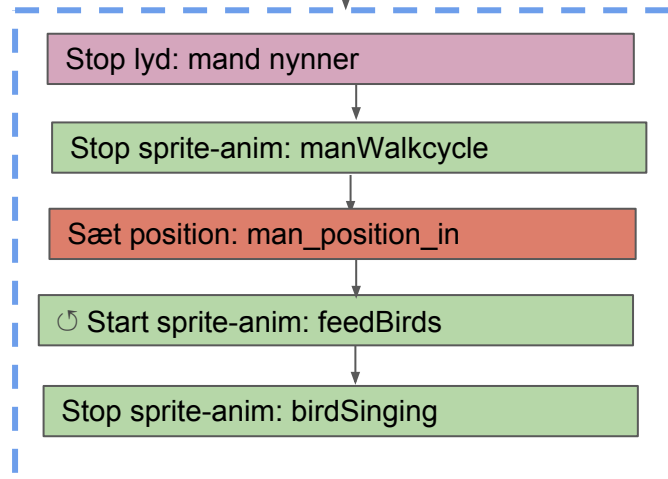 Stop lyd: mand nynner
Stop sprite-anim: manWalkcycle
Sæt position: man_position_in
↺ Start sprite-anim: feedBirds
Stop sprite-anim: birdSinging